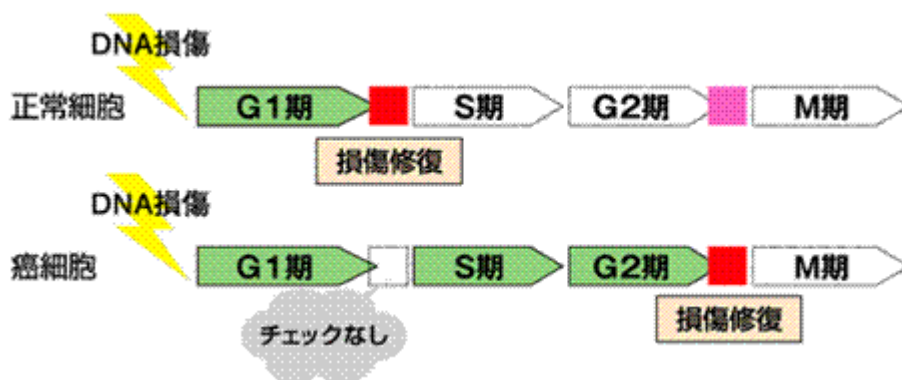 DNA損傷
正常細胞
G1期
S期
G2期
M期
損傷修復
DNA損傷
癌細胞
G1期
S期
G2期
M期
チェックなし
損傷修復